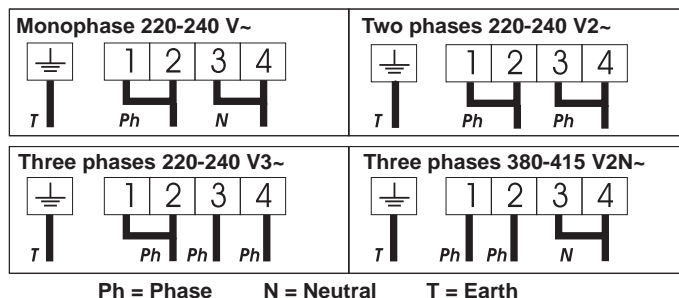 Monophase 220-240 V~
1 2 3 4
T Ph N
Two phases 220-240 V2~
1 2 3 4
T Ph Ph
Three phases 220-240 V3~
1 2 3 4
T Ph Ph Ph
Three phases 380-415 V2N~
1 2 3 4
T Ph Ph N
Ph = Phase N = Neutral T = Earth